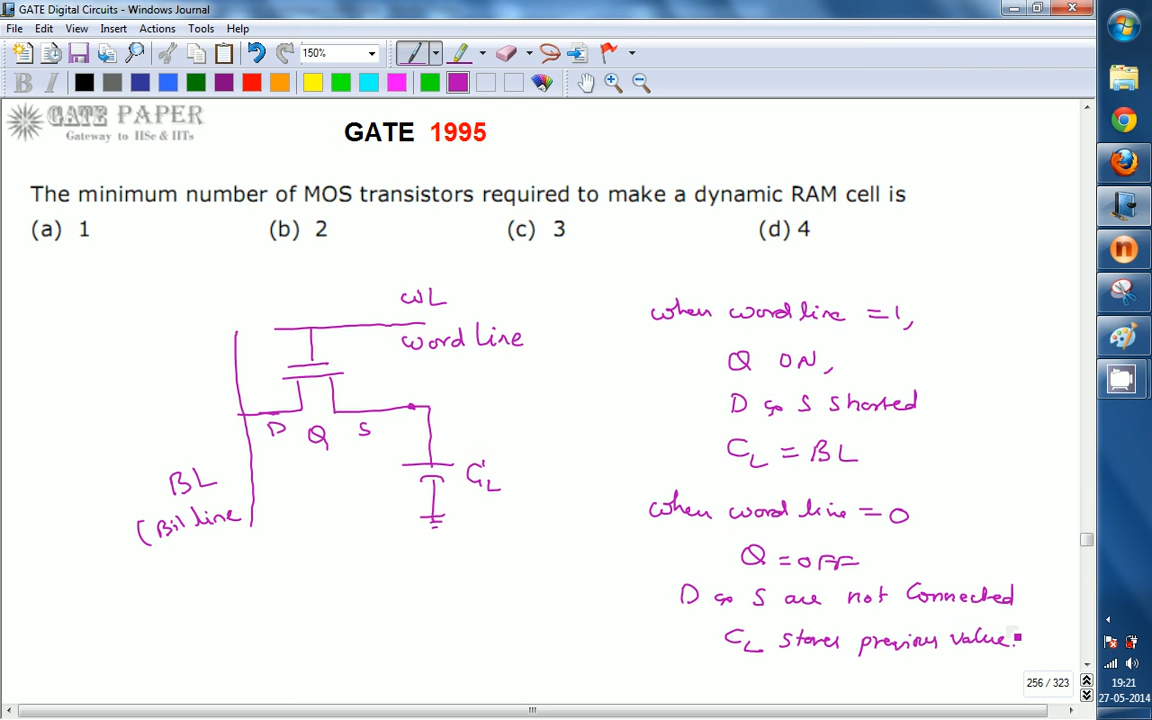 GATE Digital Circuits - Windows Journal
File Edit View Insert Actions Tools Help
150%
B I
GATE PAPER
Gateway to IISc & IITs
GATE 1995
The minimum number of MOS transistors required to make a dynamic RAM cell is
(a) 1 (b) 2 (c) 3 (d) 4
WL
word Line
D Q S
CL
BL
(Bit line
when word line = 1,
Q ON,
D & S Shorted
CL = BL
when word line = 0
Q = OFF
D & S are not Connected
CL stores previous value.
256 / 323
19:21
27-05-2014